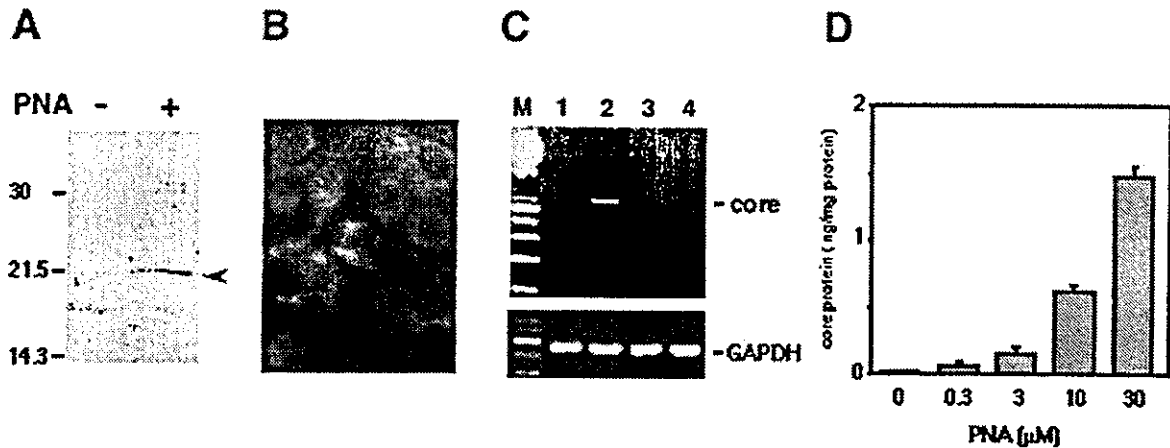 A
B
C
D
PNA - +
30
21.5
14.3
M 1 2 3 4
core
GAPDH
core protein ( ng/mg protein)
2
1
0
0 0.3 3 10 30
PNA [μM]